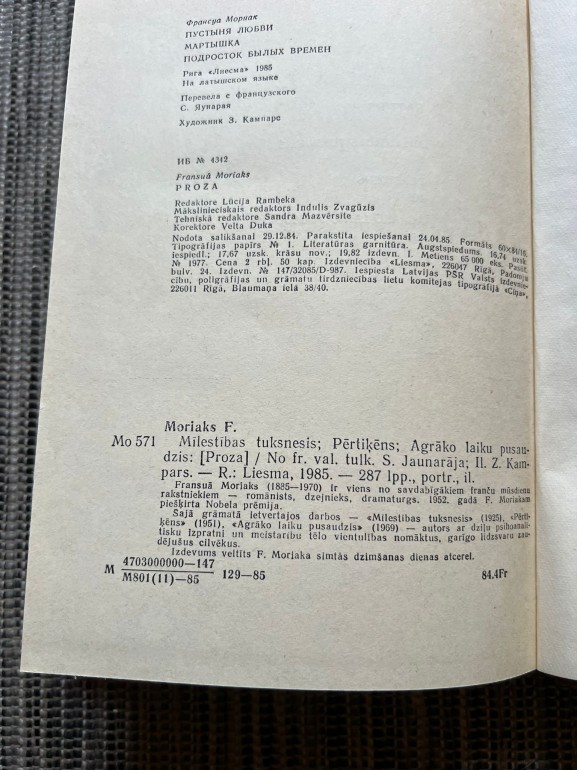 Франсуа Мориак
ПУСТЫНЯ ЛЮБВИ
МАРТЫШКА
ПОДРОСТОК БЫЛЫХ ВРЕМЕН
Рига «Лиесма» 1985
На латышском языке
Перевела с французского
С. Яунарая
Художник З. Кампарс
ИБ № 4312
Fransuā Moriaks
PROZA
Redaktore Lūcija Rambeka
Mākslinieciskais redaktors Indulis Zvagūzis
Tehniskā redaktore Sandra Mazvērsīte
Korektore Velta Duka
Nodota salikšanai 29.12.84. Parakstīta iespiešanai 24.04.85. Formāts 60×84/16.
Tipogrāfijas papīrs № 1. Literatūras garnitūra. Augstspiedums. 16,74 uzsk.
iespiedl.; 17,67 uzsk. krāsu nov.; 19,82 izdevn. l. Metiens 65 000 eks. Pasūt.
№ 1977. Cena 2 rbļ. 50 kap. Izdevniecība «Liesma», 226047 Rīgā, Padomju
bulv. 24. Izdevn. № 147/32085/D-987. Iespiesta Latvijas PSR Valsts izdevnie-
cību, poligrāfijas un grāmatu tirdzniecības lietu komitejas tipogrāfijā «Cīņa»,
226011 Rīgā, Blaumaņa ielā 38/40.
Moriaks F.
Mo 571 Mīlestības tuksnesis; Pērtiķēns; Agrāko laiku pusau-
dzis: [Proza] / No fr. val. tulk. S. Jaunarāja; Il. Z. Kam-
pars. — R.: Liesma, 1985. — 287 lpp., portr., il.
Fransuā Moriaks (1885—1970) ir viens no savdabīgākiem franču mūsdienu
rakstniekiem — romānists, dzejnieks, dramaturgs. 1952. gadā F. Moriakam
piešķirta Nobela prēmija.
Šajā grāmatā ietvertajos darbos — «Mīlestības tuksnesis» (1925), «Pērti-
ķēns» (1951), «Agrāko laiku pusaudzis» (1969) — autors ar dziļu psihoanalī-
tisku izpratni un meistarību tēlo vientulības nomāktus, garīgo līdzsvaru zau-
dējušus cilvēkus.
Izdevums veltīts F. Moriaka simtās dzimšanas dienas atcerei.
M 4703000000—147
M801(11)—85 129—85 84.4Fr